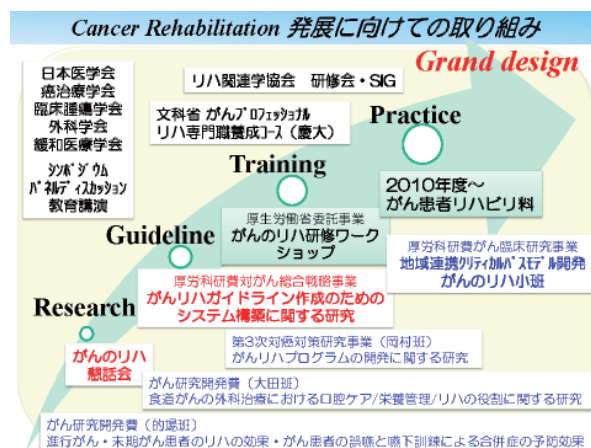 Cancer Rehabilitation 発展に向けての取り組み
Grand design
日本医学会
癌治療学会
臨床腫瘍学会
外科学会
緩和医療学会
ｼﾝﾎﾟｼﾞｳﾑ
ﾊﾟﾈﾙﾃﾞｨｽｶｯｼｮﾝ
教育講演
リハ関連学協会 研修会・SIG
文科省 がんﾌﾟﾛﾌｪｯｼｮﾅﾙ
リハ専門職養成コース（慶大）
Practice
2010年度～
がん患者リハビリ料
Training
厚生労働省委託事業
がんのリハ研修ワーク
ショップ
厚労科研費がん臨床研究事業
地域連携ｸﾘﾃｨｶﾙﾊﾟｽﾓﾃﾞﾙ開発
がんのリハ小班
Guideline
厚労科研費対がん総合戦略事業
がんリハガイドライン作成のための
システム構築に関する研究
Research
がんのリハ
懇話会
第3次対癌対策研究事業（岡村班）
がんリハプログラムの開発に関する研究
がん研究開発費（大田班）
食道がんの外科治療における口腔ケア/栄養管理/リハの役割に関する研究
がん研究開発費（的場班）
進行がん・末期がん患者のリハの効果・がん患者の誤嚥と嚥下訓練による合併症の予防効果